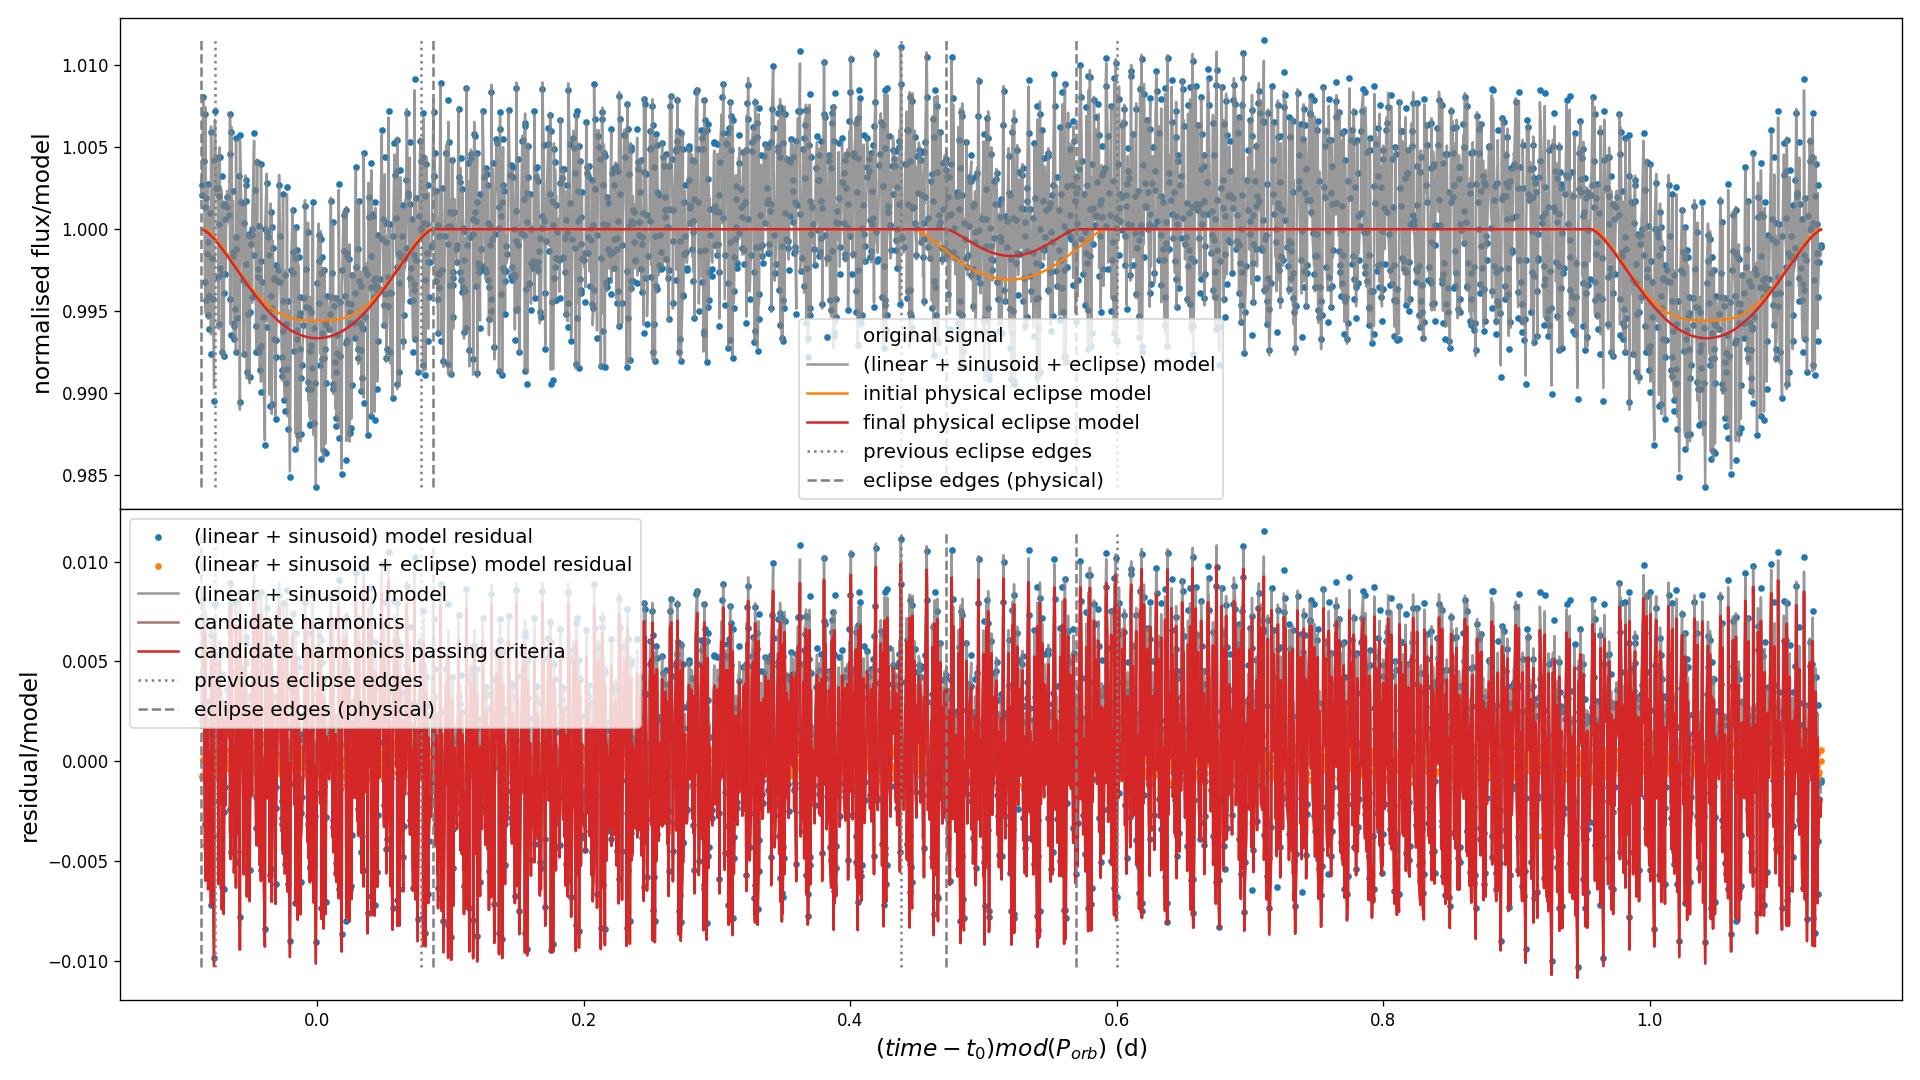 normalised flux/model
1.010
1.005
1.000
0.995
0.990
0.985
original signal
(linear + sinusoid + eclipse) model
initial physical eclipse model
final physical eclipse model
previous eclipse edges
eclipse edges (physical)
residual/model
0.010
0.005
0.000
−0.005
−0.010
(linear + sinusoid) model residual
(linear + sinusoid + eclipse) model residual
(linear + sinusoid) model
candidate harmonics
candidate harmonics passing criteria
previous eclipse edges
eclipse edges (physical)
0.0 0.2 0.4 0.6 0.8 1.0
(time − t₀)mod(P_orb) (d)